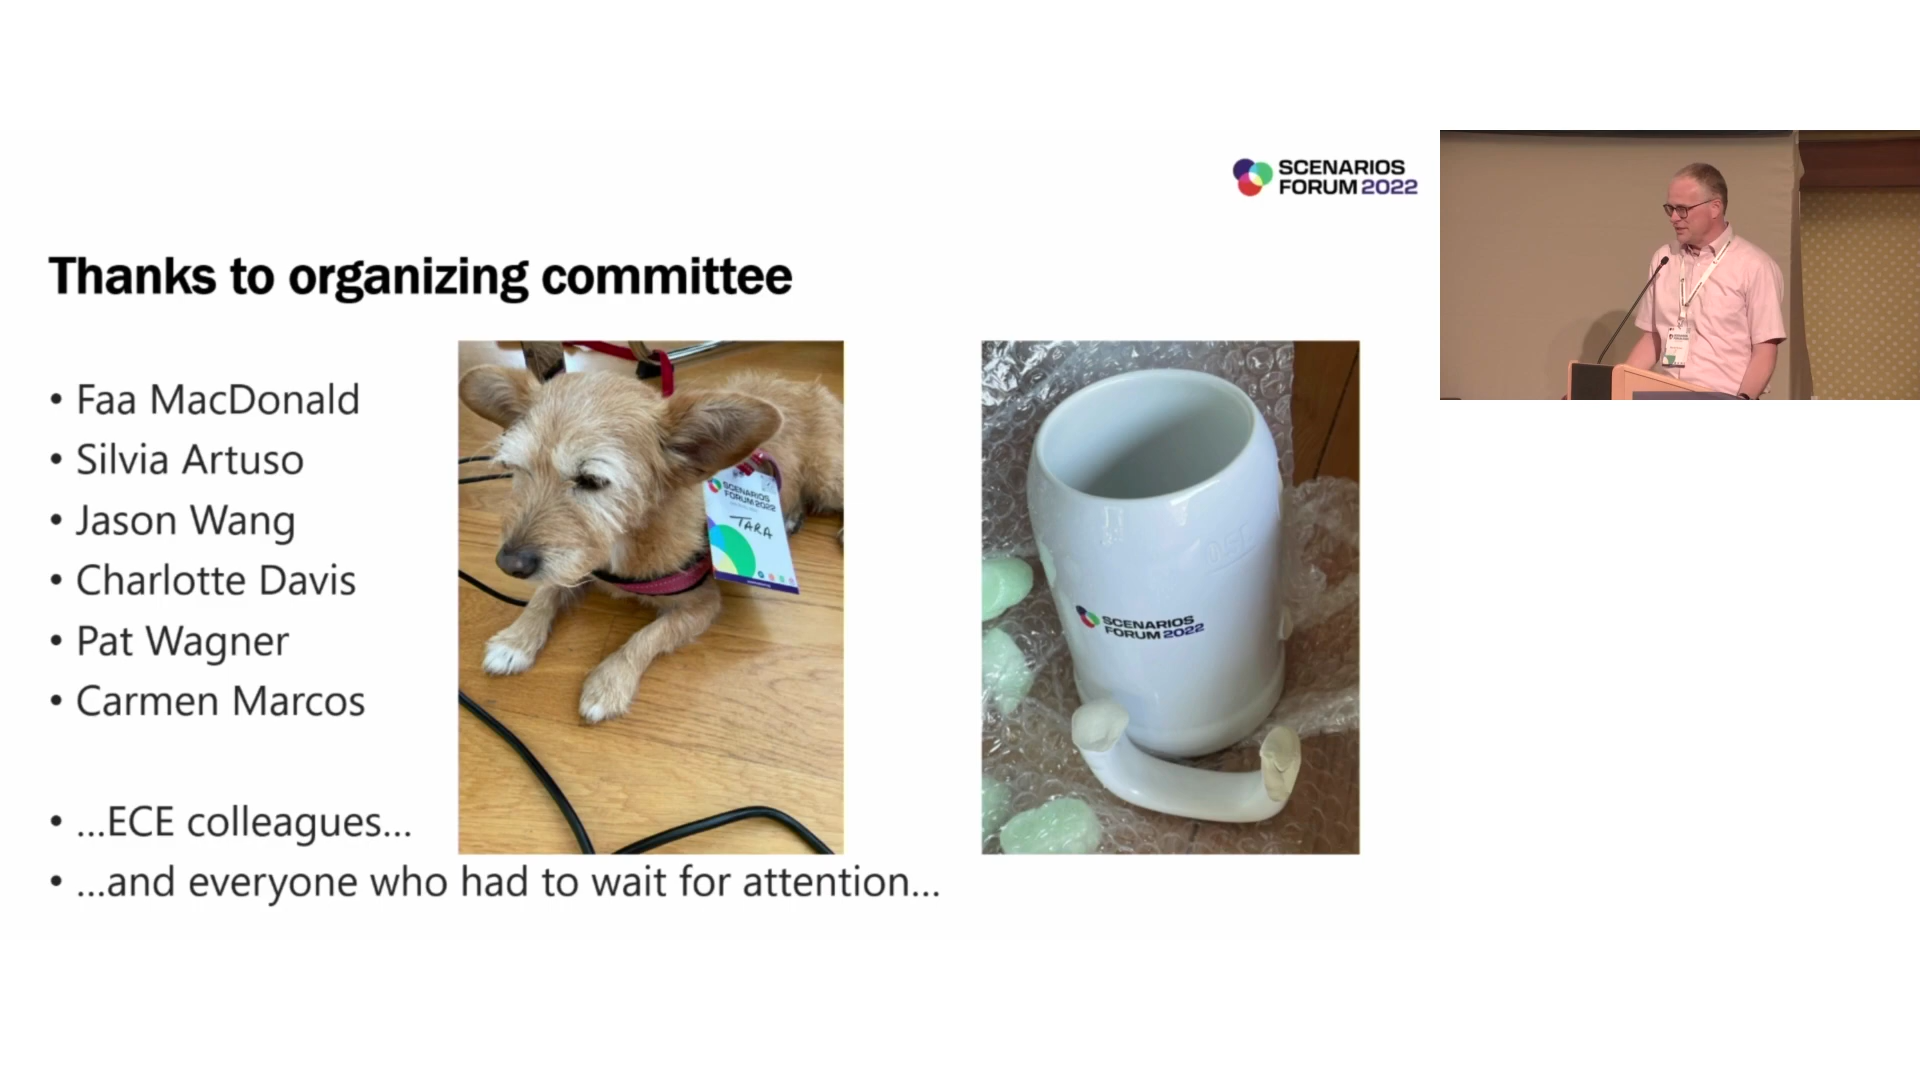 SCENARIOS
FORUM 2022
Thanks to organizing committee
• Faa MacDonald
• Silvia Artuso
• Jason Wang
• Charlotte Davis
• Pat Wagner
• Carmen Marcos
• ...ECE colleagues...
• ...and everyone who had to wait for attention...
SCENARIOS
FORUM 2022
TARA
SCENARIOS
FORUM 2022